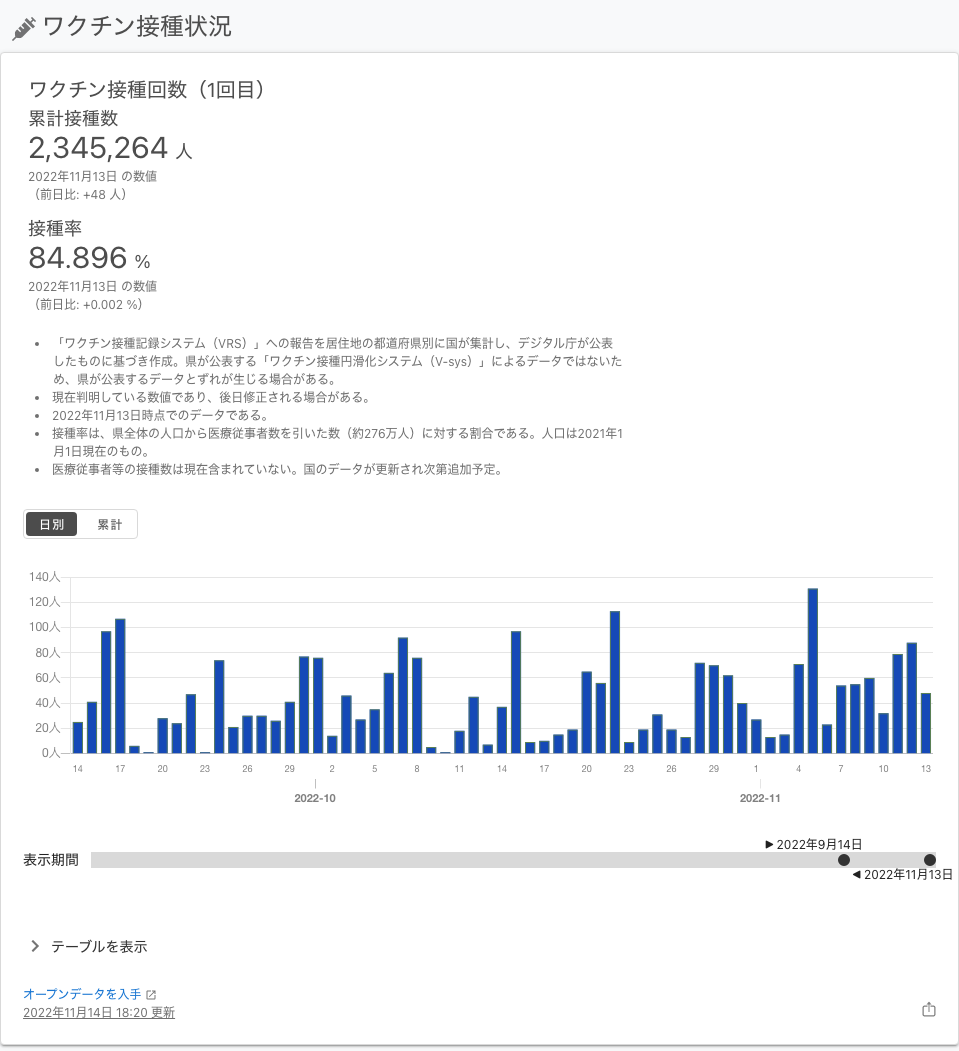 ワクチン接種状況
ワクチン接種回数（1回目）
累計接種数
2,345,264 人
2022年11月13日 の数値
（前日比: +48 人）
接種率
84.896 %
2022年11月13日 の数値
（前日比: +0.002 %）
「ワクチン接種記録システム（VRS）」への報告を居住地の都道府県別に国が集計し、デジタル庁が公表
したものに基づき作成。県が公表する「ワクチン接種円滑化システム（V-sys）」によるデータではないた
め、県が公表するデータとずれが生じる場合がある。
現在判明している数値であり、後日修正される場合がある。
2022年11月13日時点でのデータである。
接種率は、県全体の人口から医療従事者数を引いた数（約276万人）に対する割合である。人口は2021年1
月1日現在のもの。
医療従事者等の接種数は現在含まれていない。国のデータが更新され次第追加予定。
日別 累計
140人
120人
100人
80人
60人
40人
20人
0人
14 17 20 23 26 29 2 5 8 11 14 17 20 23 26 29 1 4 7 10 13
2022-10 2022-11
▶ 2022年9月14日
表示期間
◀ 2022年11月13日
テーブルを表示
オープンデータを入手
2022年11月14日 18:20 更新